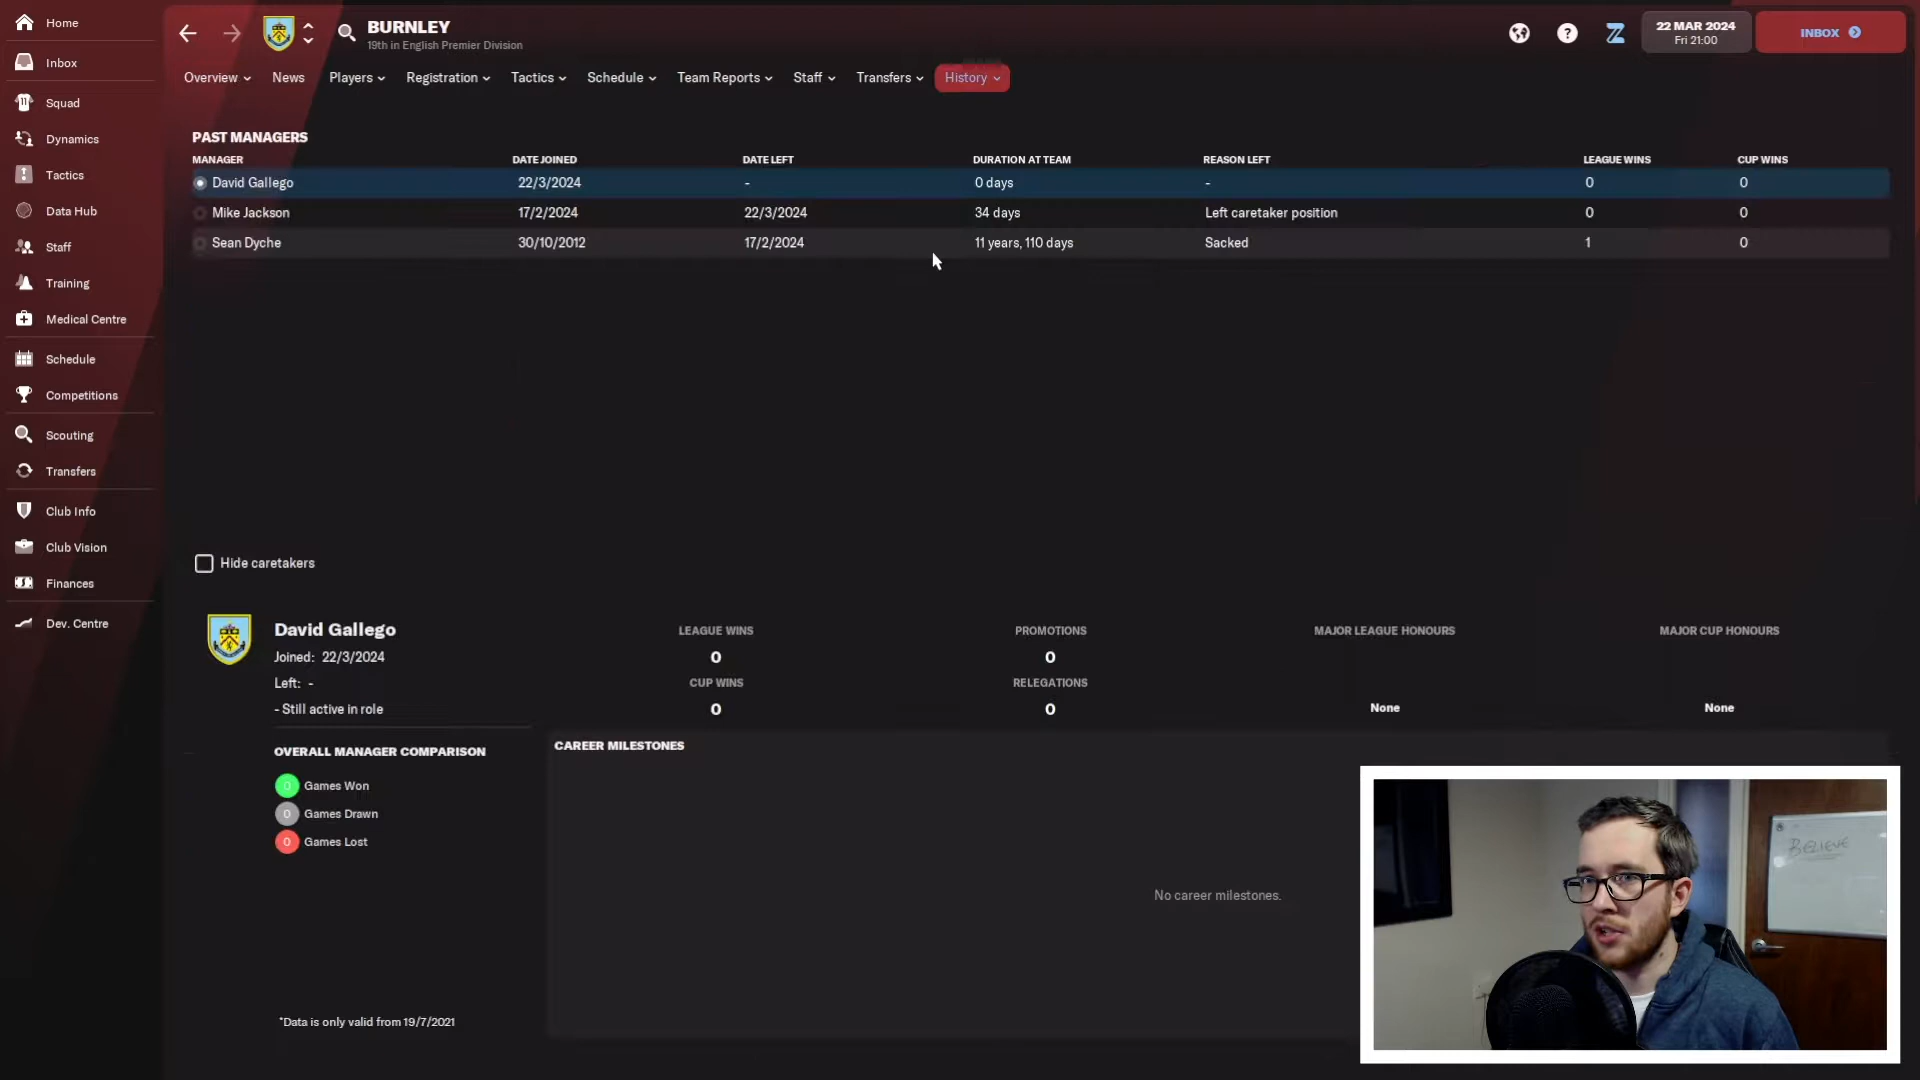 Home
Inbox
Squad
Dynamics
Tactics
Data Hub
Staff
Training
Medical Centre
Schedule
Competitions
Scouting
Transfers
Club Info
Club Vision
Finances
Dev. Centre
BURNLEY
19th in English Premier Division
22 MAR 2024
Fri 21:00
INBOX
Overview News Players Registration Tactics Schedule Team Reports Staff Transfers History
PAST MANAGERS
MANAGER DATE JOINED DATE LEFT DURATION AT TEAM REASON LEFT LEAGUE WINS CUP WINS
David Gallego 22/3/2024 - 0 days - 0 0
Mike Jackson 17/2/2024 22/3/2024 34 days Left caretaker position 0 0
Sean Dyche 30/10/2012 17/2/2024 11 years, 110 days Sacked 1 0
Hide caretakers
David Gallego
Joined: 22/3/2024
Left: -
- Still active in role
LEAGUE WINS PROMOTIONS MAJOR LEAGUE HONOURS MAJOR CUP HONOURS
0 0
CUP WINS RELEGATIONS
0 0 None None
OVERALL MANAGER COMPARISON
0 Games Won
0 Games Drawn
0 Games Lost
*Data is only valid from 19/7/2021
CAREER MILESTONES
No career milestones.
BELIEVE